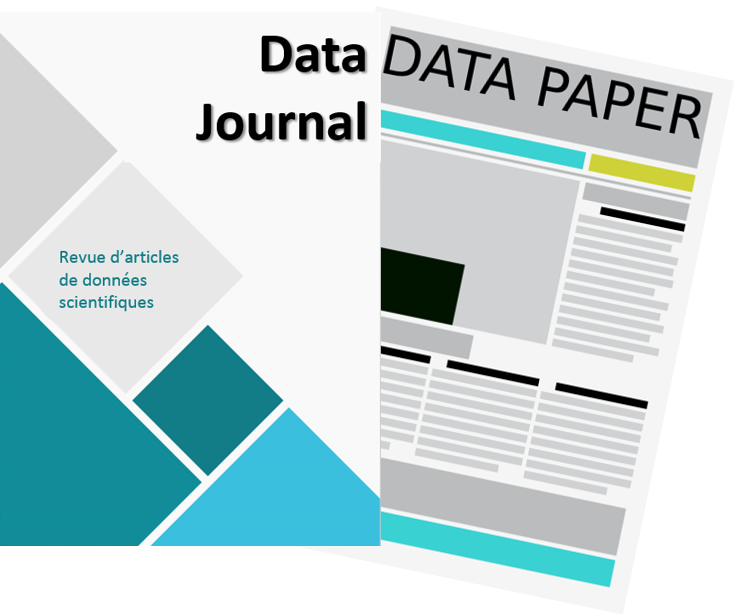 Data
Journal
DATA PAPER
Revue d’articles
de données
scientifiques